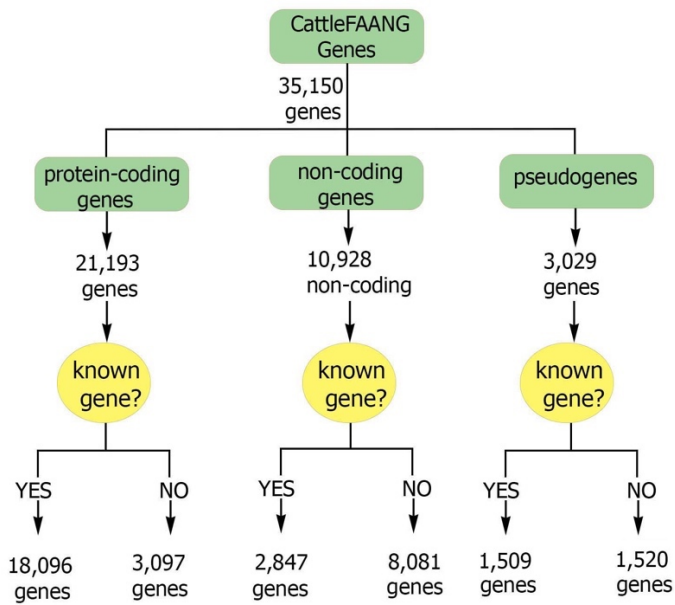 CattleFAANG
Genes
35,150
genes
protein-coding
genes
non-coding
genes
pseudogenes
21,193
genes
10,928
non-coding
3,029
genes
known
gene?
known
gene?
known
gene?
YES
NO
YES
NO
YES
NO
18,096
genes
3,097
genes
2,847
genes
8,081
genes
1,509
genes
1,520
genes